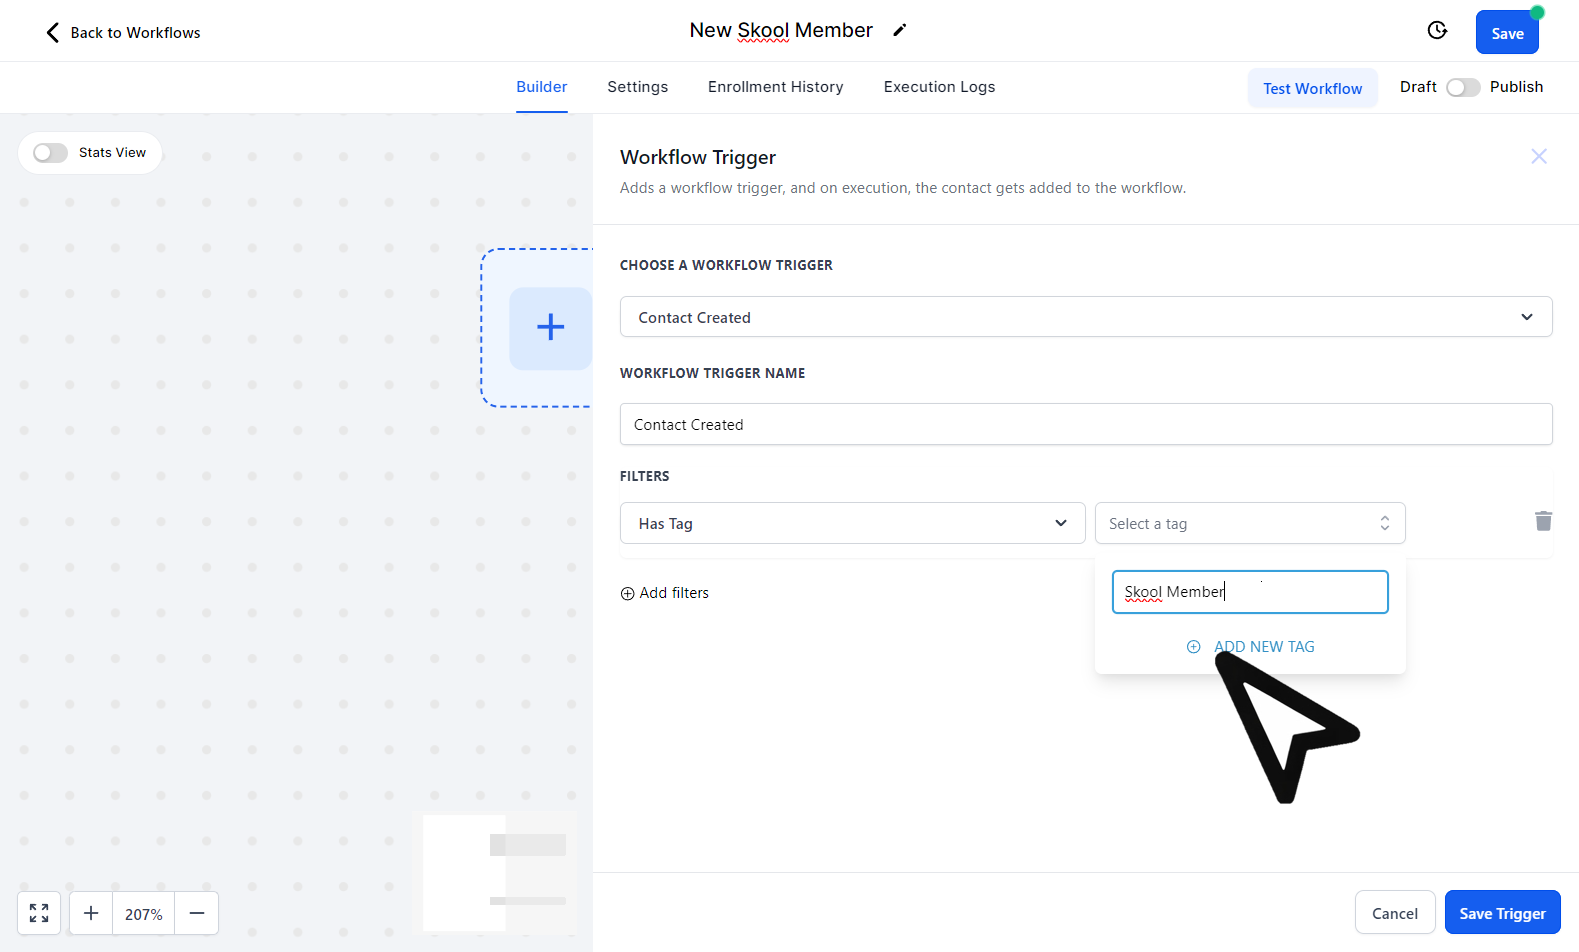 Back to Workflows
New Skool Member
Save
Builder
Settings
Enrollment History
Execution Logs
Test Workflow
Draft
Publish
Stats View
Workflow Trigger
Adds a workflow trigger, and on execution, the contact gets added to the workflow.
CHOOSE A WORKFLOW TRIGGER
Contact Created
WORKFLOW TRIGGER NAME
Contact Created
FILTERS
Has Tag
Select a tag
Skool Member
Add filters
ADD NEW TAG
207%
Cancel
Save Trigger